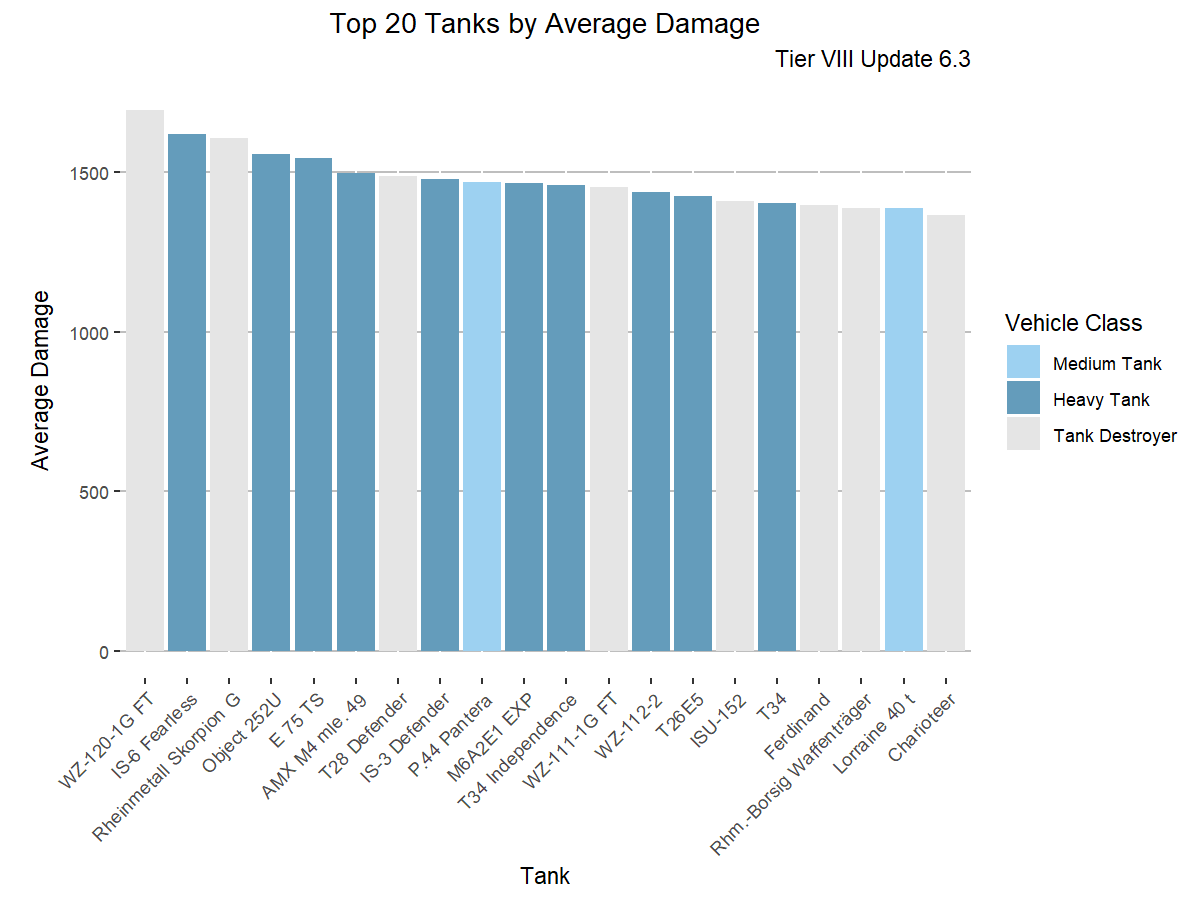 Top 20 Tanks by Average Damage
Tier VIII Update 6.3
Average Damage
1500
1000
500
0
WZ-120-1G FT
IS-6 Fearless
Rheinmetall Skorpion G
Object 252U
E 75 TS
AMX M4 mle. 49
T28 Defender
IS-3 Defender
P.44 Pantera
M6A2E1 EXP
T34 Independence
WZ-111-1G FT
WZ-112-2
T26E5
ISU-152
T34
Ferdinand
Rhm.-Borsig Waffenträger
Lorraine 40 t
Charioteer
Tank
Vehicle Class
Medium Tank
Heavy Tank
Tank Destroyer